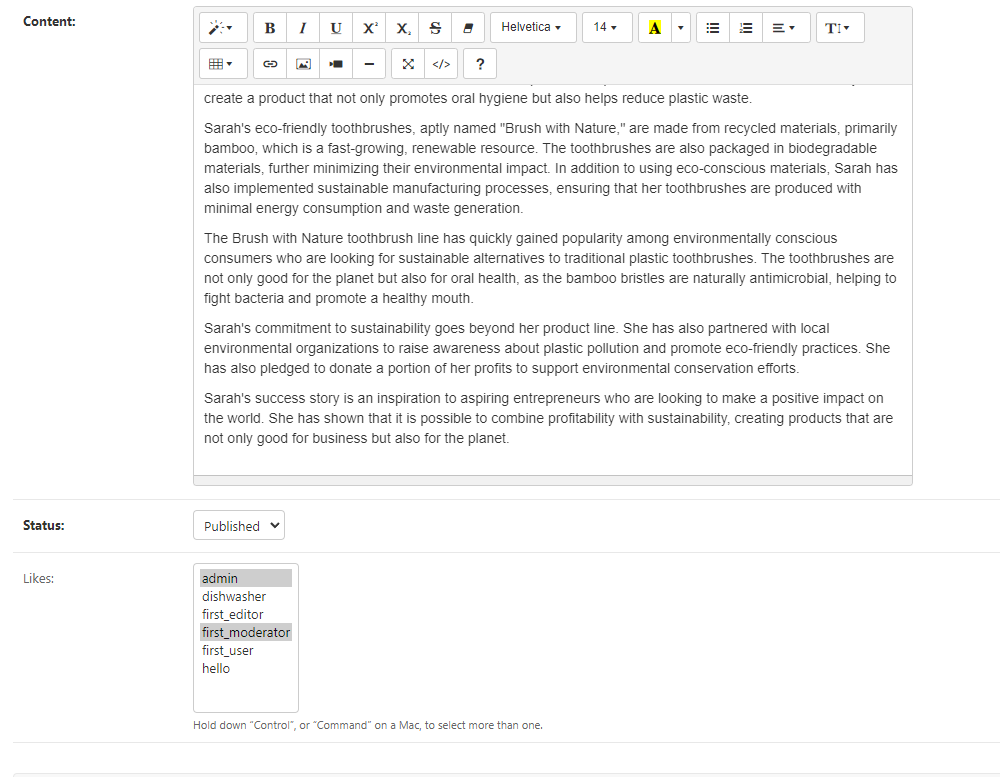 Content:
B I U X² X₂ S Helvetica 14 A T
</> ?
create a product that not only promotes oral hygiene but also helps reduce plastic waste.
Sarah's eco-friendly toothbrushes, aptly named "Brush with Nature," are made from recycled materials, primarily
bamboo, which is a fast-growing, renewable resource. The toothbrushes are also packaged in biodegradable
materials, further minimizing their environmental impact. In addition to using eco-conscious materials, Sarah has
also implemented sustainable manufacturing processes, ensuring that her toothbrushes are produced with
minimal energy consumption and waste generation.
The Brush with Nature toothbrush line has quickly gained popularity among environmentally conscious
consumers who are looking for sustainable alternatives to traditional plastic toothbrushes. The toothbrushes are
not only good for the planet but also for oral health, as the bamboo bristles are naturally antimicrobial, helping to
fight bacteria and promote a healthy mouth.
Sarah's commitment to sustainability goes beyond her product line. She has also partnered with local
environmental organizations to raise awareness about plastic pollution and promote eco-friendly practices. She
has also pledged to donate a portion of her profits to support environmental conservation efforts.
Sarah's success story is an inspiration to aspiring entrepreneurs who are looking to make a positive impact on
the world. She has shown that it is possible to combine profitability with sustainability, creating products that are
not only good for business but also for the planet.
Status:
Published
Likes:
admin
dishwasher
first_editor
first_moderator
first_user
hello
Hold down "Control", or "Command" on a Mac, to select more than one.